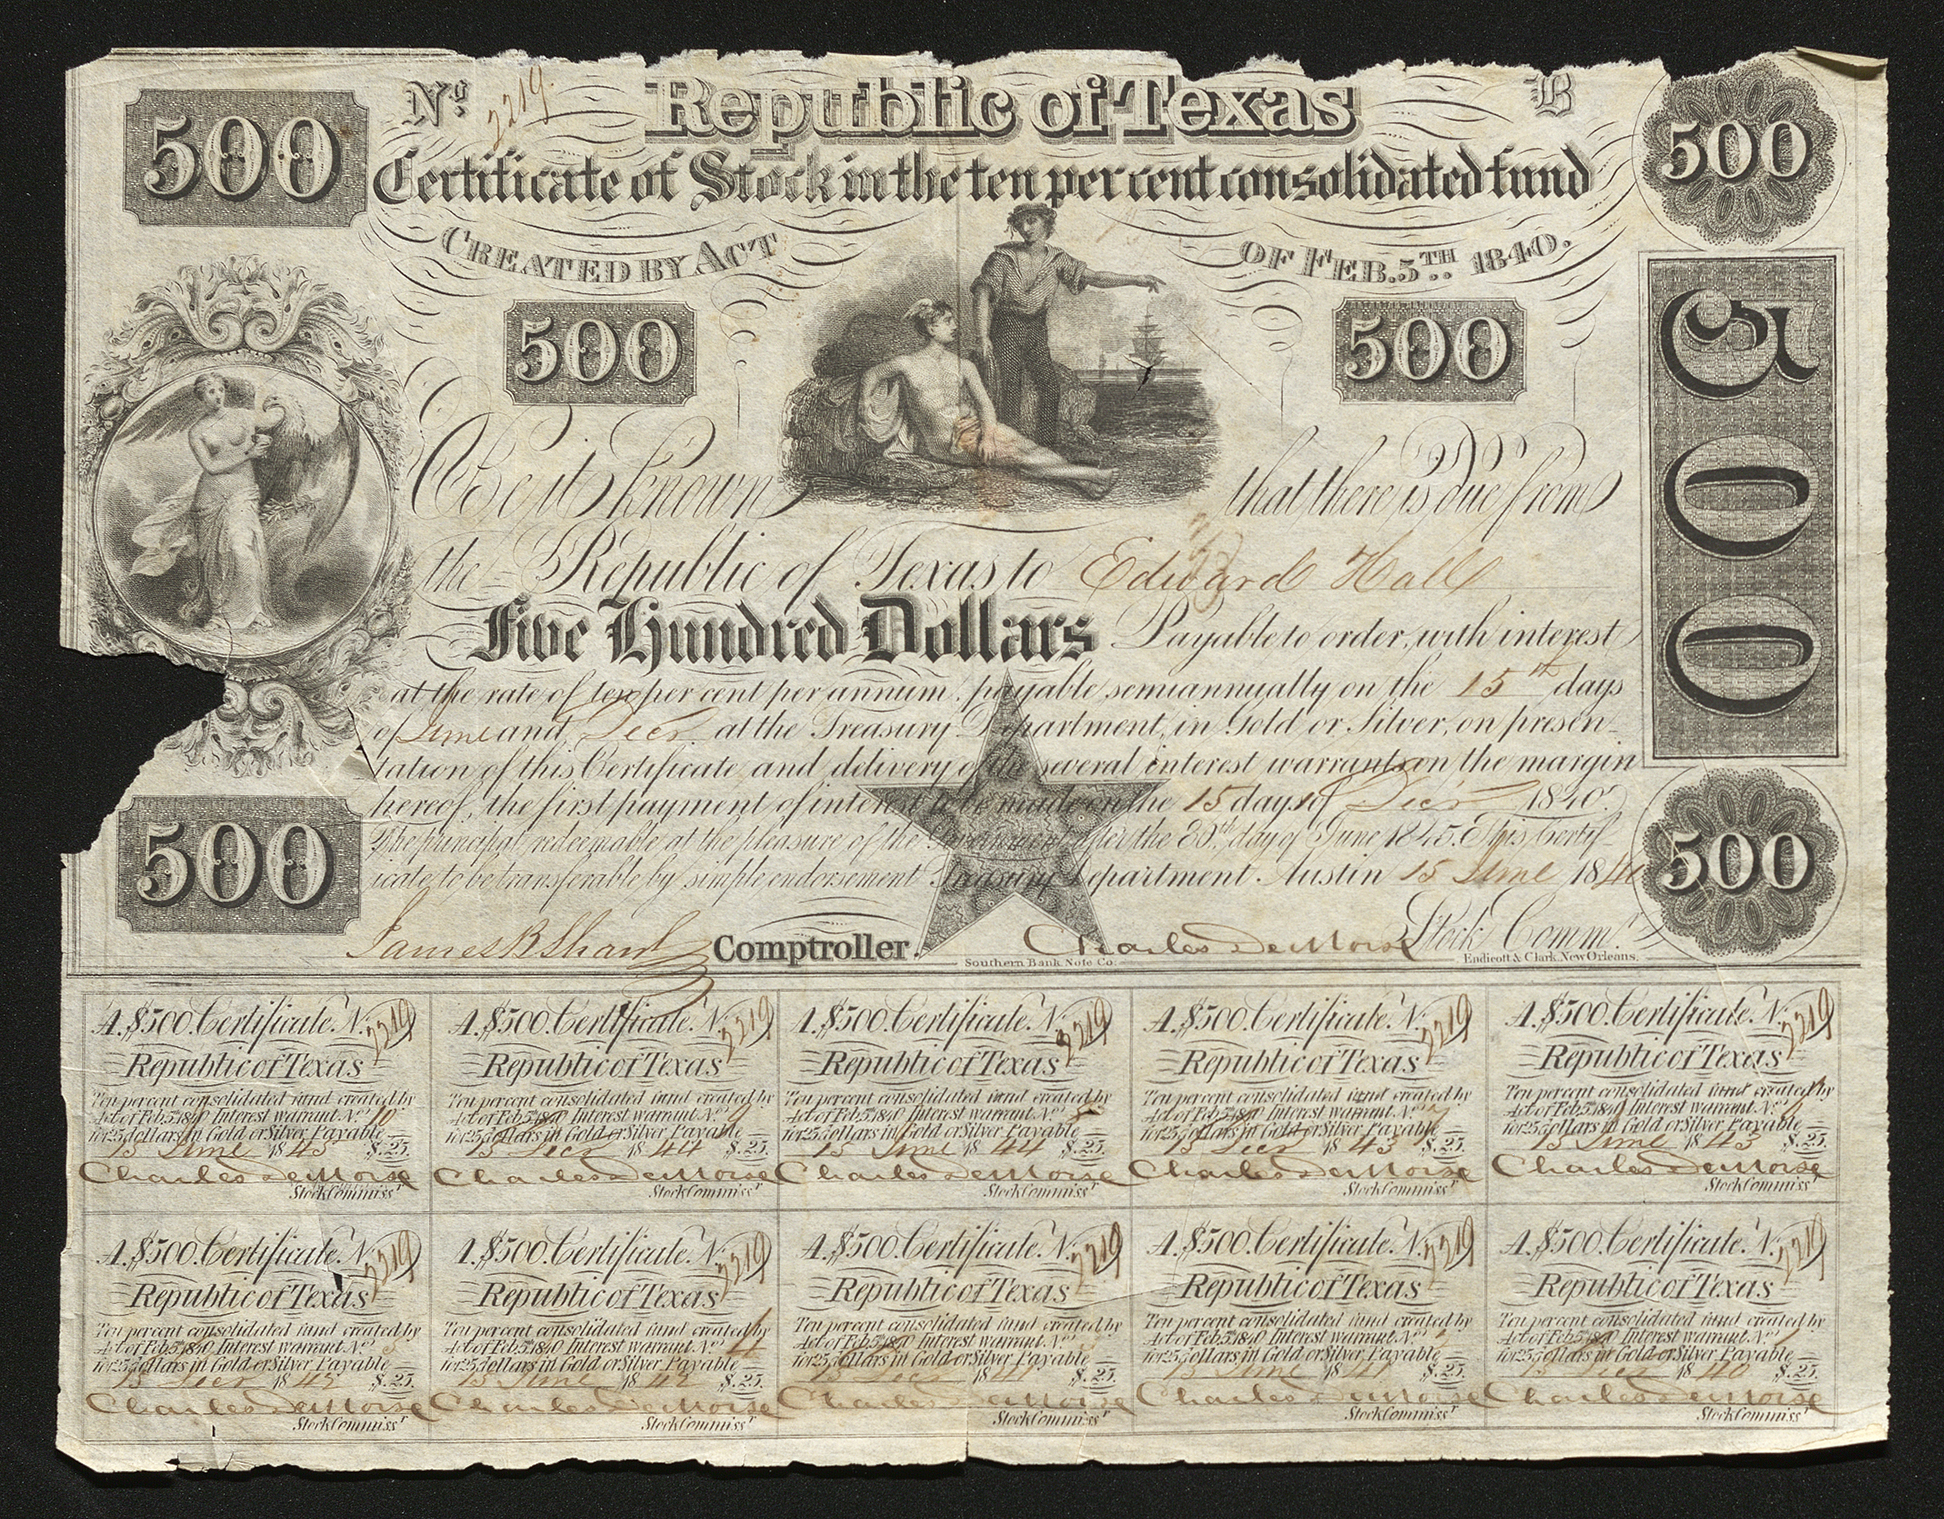 500 Nº 2219. Republic of Texas B 500
Certificate of Stock in the ten per cent consolidated fund
Created by Act of Feb. 5TH. 1840.
500 500
500
Be it known that there is due from
the Republic of Texas to Edward Hall
Five Hundred Dollars Payable to order, with interest
at the rate of ten per cent per annum, payable semiannually on the 15th days
of June and Decr. at the Treasury Department, in Gold or Silver, on presen-
tation of this Certificate and delivery of the several interest warrants on the margin
hereof, the first payment of interest to be made on the 15 days of Decr 1840.
The principal redeemable at the pleasure of the Government after the 30th. day of June 1845. This Certif-
icate to be transferable by simple endorsement Treasury Department Austin 15 June 1840
500 500
James B Shaw Comptroller. Charles DeMorse Stock Commr.
Southern Bank Note Co. Endicott & Clark. New Orleans.
A. $500. Certificate. N. 2219
Republic of Texas
Ten per cent consolidated fund created by
Act of Feb. 5, 1840 Interest warrant Nº 10
for 25 dollars in Gold or Silver Payable
15 June 1845 $.25.
Charles DeMorse
Stock Commissr
A. $500. Certificate. N. 2219
Republic of Texas
Ten per cent consolidated fund created by
Act of Feb. 5, 1840 Interest warrant Nº 9
for 25 dollars in Gold or Silver Payable
15 Decr 1844 $.25.
Charles DeMorse
Stock Commissr
A. $500. Certificate. N. 2219
Republic of Texas
Ten per cent consolidated fund created by
Act of Feb. 5, 1840 Interest warrant Nº 8
for 25 dollars in Gold or Silver Payable
15 June 1844 $.25.
Charles DeMorse
Stock Commissr
A. $500. Certificate. N. 2219
Republic of Texas
Ten per cent consolidated fund created by
Act of Feb. 5, 1840 Interest warrant Nº 7
for 25 dollars in Gold or Silver Payable
15 Decr 1843 $.25.
Charles DeMorse
Stock Commissr
A. $500. Certificate. N. 2219
Republic of Texas
Ten per cent consolidated fund created by
Act of Feb. 5, 1840 Interest warrant Nº
for 25 dollars in Gold or Silver Payable
15 June 1843 $.25.
Charles DeMorse
Stock Commissr
A. $500. Certificate. N. 2219
Republic of Texas
Ten per cent consolidated fund created by
Act of Feb. 5, 1840 Interest warrant Nº 5
for 25 dollars in Gold or Silver Payable
15 Decr 1842 $.25.
Charles DeMorse
Stock Commissr
A. $500. Certificate. N. 2219
Republic of Texas
Ten per cent consolidated fund created by
Act of Feb. 5, 1840 Interest warrant Nº 4
for 25 dollars in Gold or Silver Payable
15 June 1842 $.25.
Charles DeMorse
Stock Commissr
A. $500. Certificate. N. 2219
Republic of Texas
Ten per cent consolidated fund created by
Act of Feb. 5, 1840 Interest warrant Nº
for 25 dollars in Gold or Silver Payable
15 Decr 1841 $.25.
Charles DeMorse
Stock Commissr
A. $500. Certificate. N. 2219
Republic of Texas
Ten per cent consolidated fund created by
Act of Feb. 5, 1840 Interest warrant Nº
for 25 dollars in Gold or Silver Payable
15 June 1841 $.25.
Charles DeMorse
Stock Commissr
A. $500. Certificate. N. 2219
Republic of Texas
Ten per cent consolidated fund created by
Act of Feb. 5, 1840 Interest warrant Nº
for 25 dollars in Gold or Silver Payable
15 Decr 1840 $.25.
Charles DeMorse
Stock Commissr